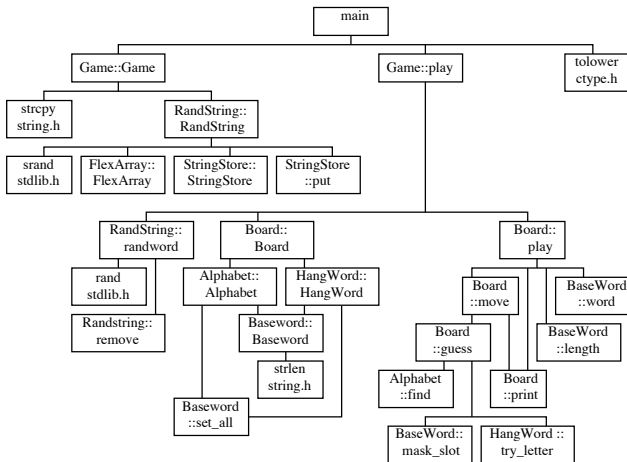 main
Game::Game
Game::play
tolower
ctype.h
strcpy
string.h
RandString::
RandString
srand
stdlib.h
FlexArray::
FlexArray
StringStore::
StringStore
StringStore
::put
RandString::
randword
Board::
Board
Board::
play
rand
stdlib.h
Alphabet::
Alphabet
HangWord::
HangWord
Board
::move
BaseWord
::word
Randstring::
remove
Baseword::
Baseword
Board
::guess
BaseWord
::length
strlen
string.h
Alphabet
::find
Board
::print
Baseword
::set_all
BaseWord::
mask_slot
HangWord ::
try_letter